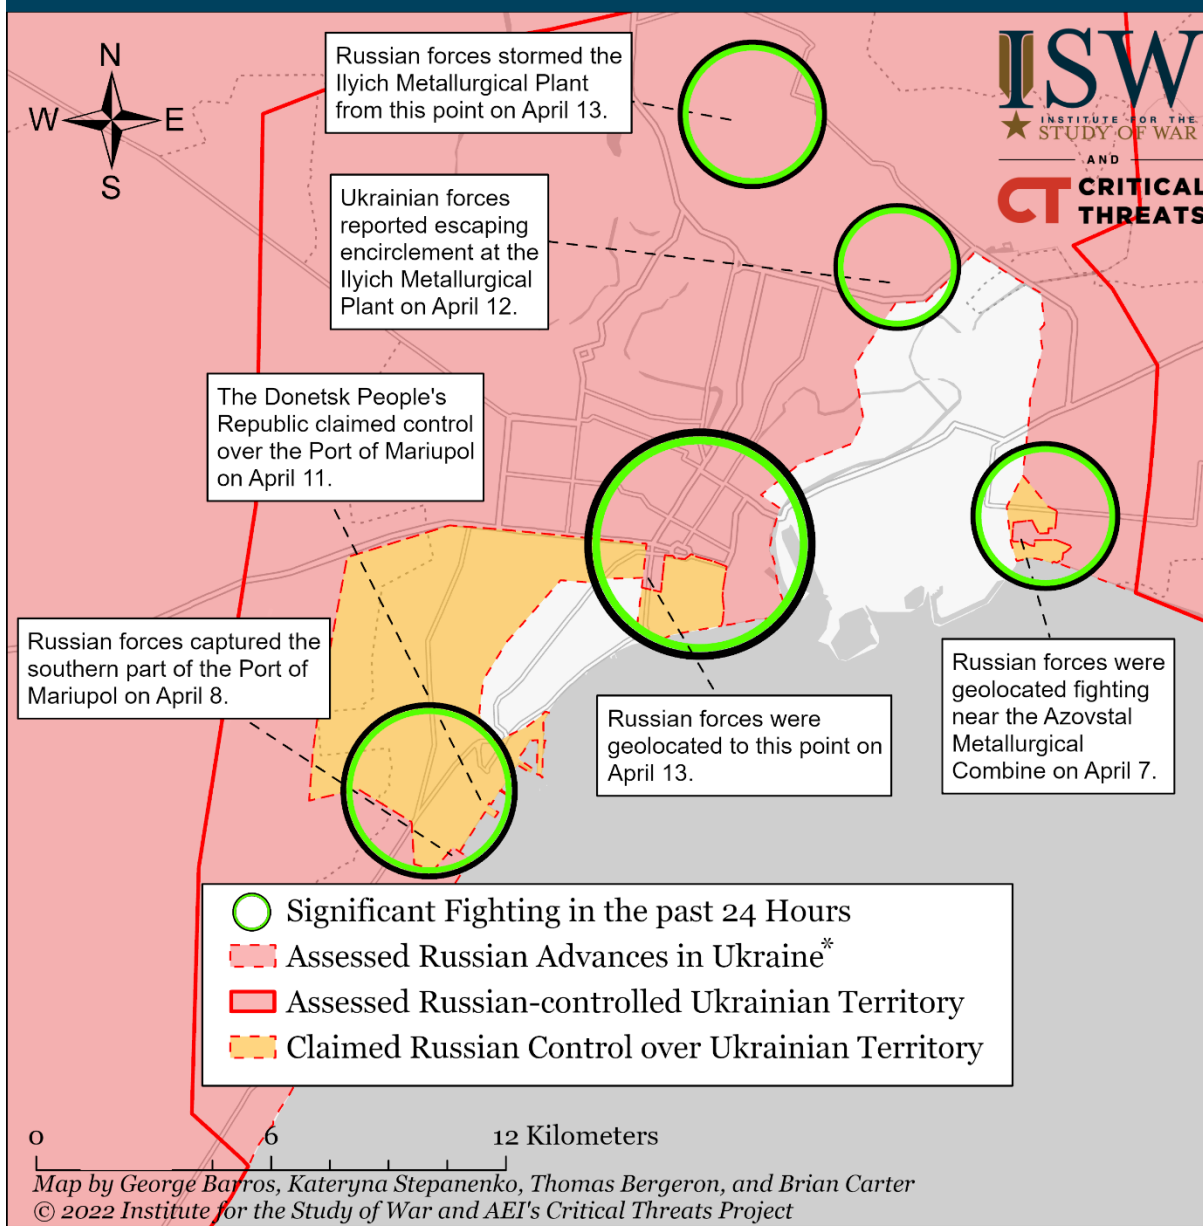 N
W E
S
Russian forces stormed the
Ilyich Metallurgical Plant
from this point on April 13.
ISW
INSTITUTE FOR THE
STUDY OF WAR
AND
CT CRITICAL
THREATS
Ukrainian forces
reported escaping
encirclement at the
Ilyich Metallurgical
Plant on April 12.
The Donetsk People's
Republic claimed control
over the Port of Mariupol
on April 11.
Russian forces captured the
southern part of the Port of
Mariupol on April 8.
Russian forces were
geolocated to this point on
April 13.
Russian forces were
geolocated fighting
near the Azovstal
Metallurgical
Combine on April 7.
Significant Fighting in the past 24 Hours
Assessed Russian Advances in Ukraine*
Assessed Russian-controlled Ukrainian Territory
Claimed Russian Control over Ukrainian Territory
0 6 12 Kilometers
Map by George Barros, Kateryna Stepanenko, Thomas Bergeron, and Brian Carter
© 2022 Institute for the Study of War and AEI's Critical Threats Project